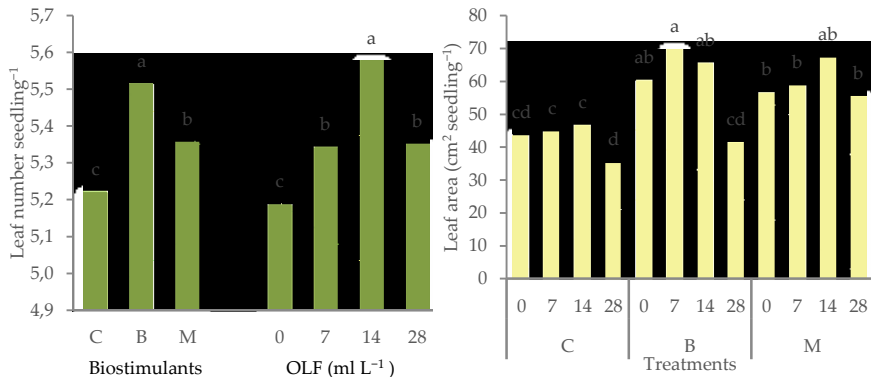 Leaf number seedling⁻¹
5,7
5,6
5,5
5,4
5,3
5,2
5,1
5,0
4,9
c
a
b
c
b
a
b
C B M 0 7 14 28
Biostimulants OLF (ml L⁻¹)
Leaf area (cm² seedling⁻¹)
80
70
60
50
40
30
20
10
0
cd
c
c
d
ab
a
ab
cd
b
b
ab
b
0 7 14 28 0 7 14 28 0 7 14 28
C B M
Treatments